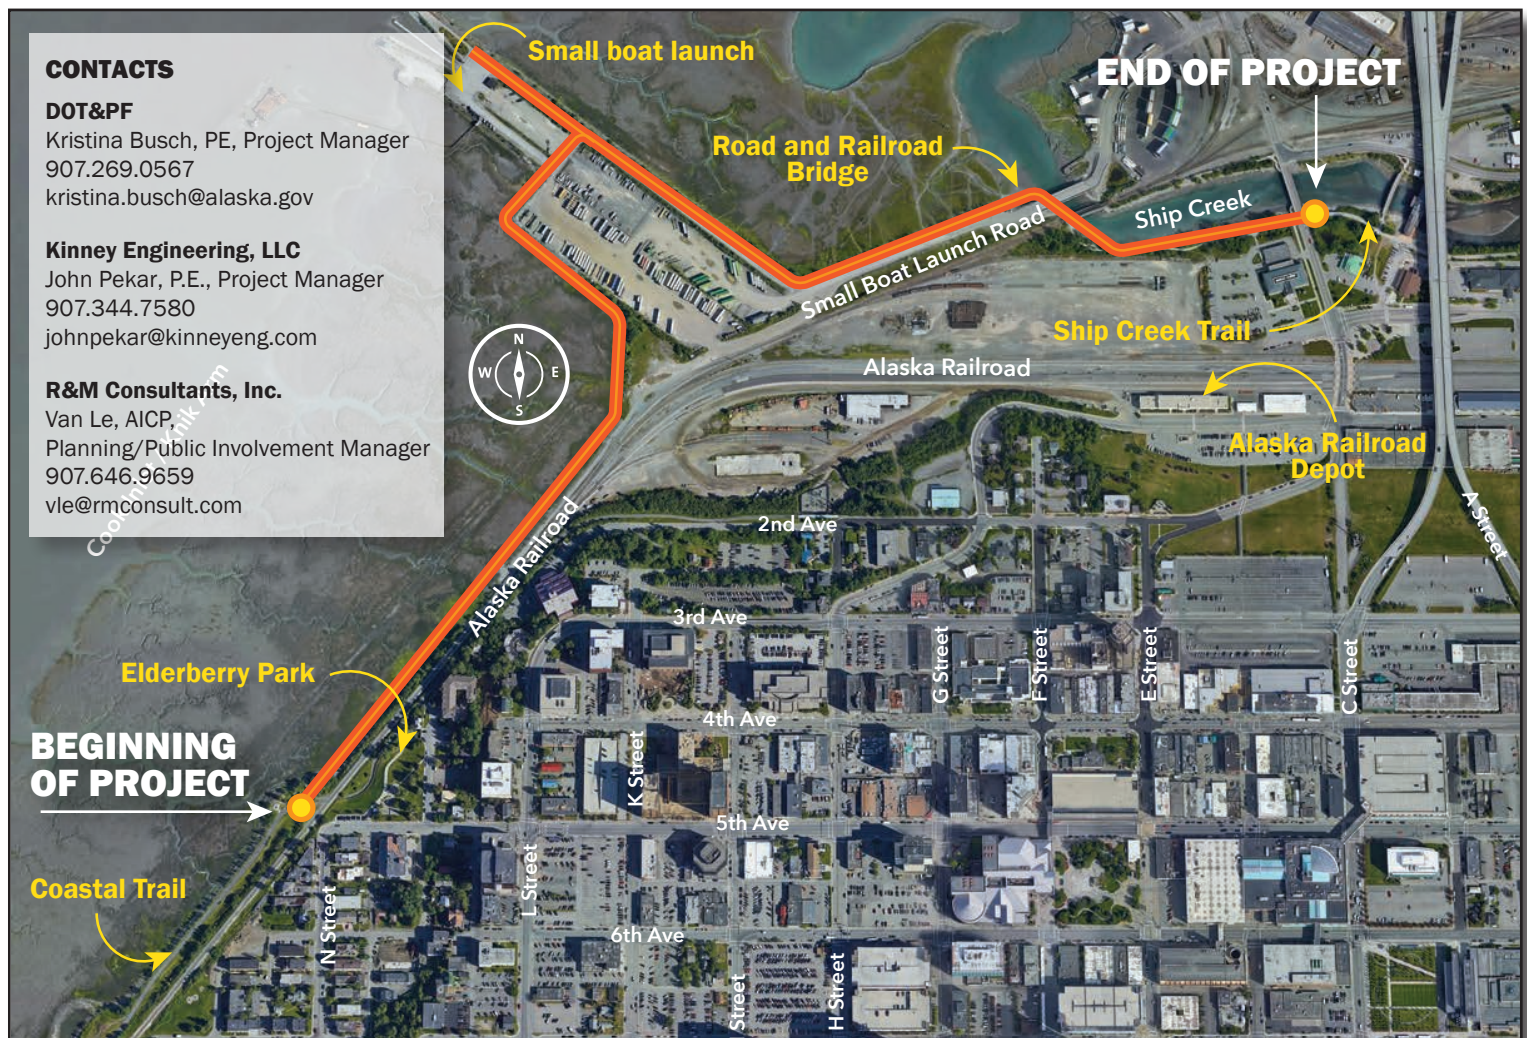 CONTACTS
DOT&PF
Kristina Busch, PE, Project Manager
907.269.0567
kristina.busch@alaska.gov
Kinney Engineering, LLC
John Pekar, P.E., Project Manager
907.344.7580
johnpekar@kinneyeng.com
R&M Consultants, Inc.
Van Le, AICP,
Planning/Public Involvement Manager
907.646.9659
vle@rmconsult.com
Cook Inlet / Knik Arm
Small boat launch
END OF PROJECT
Road and Railroad
Bridge
Ship Creek
Small Boat Launch Road
Ship Creek Trail
N
W
E
S
Alaska Railroad
Alaska Railroad
Depot
A Street
2nd Ave
Alaska Railroad
3rd Ave
G Street
F Street
E Street
C Street
Elderberry Park
4th Ave
K Street
BEGINNING
OF PROJECT
5th Ave
L Street
Coastal Trail
N Street
6th Ave
Street
H Street